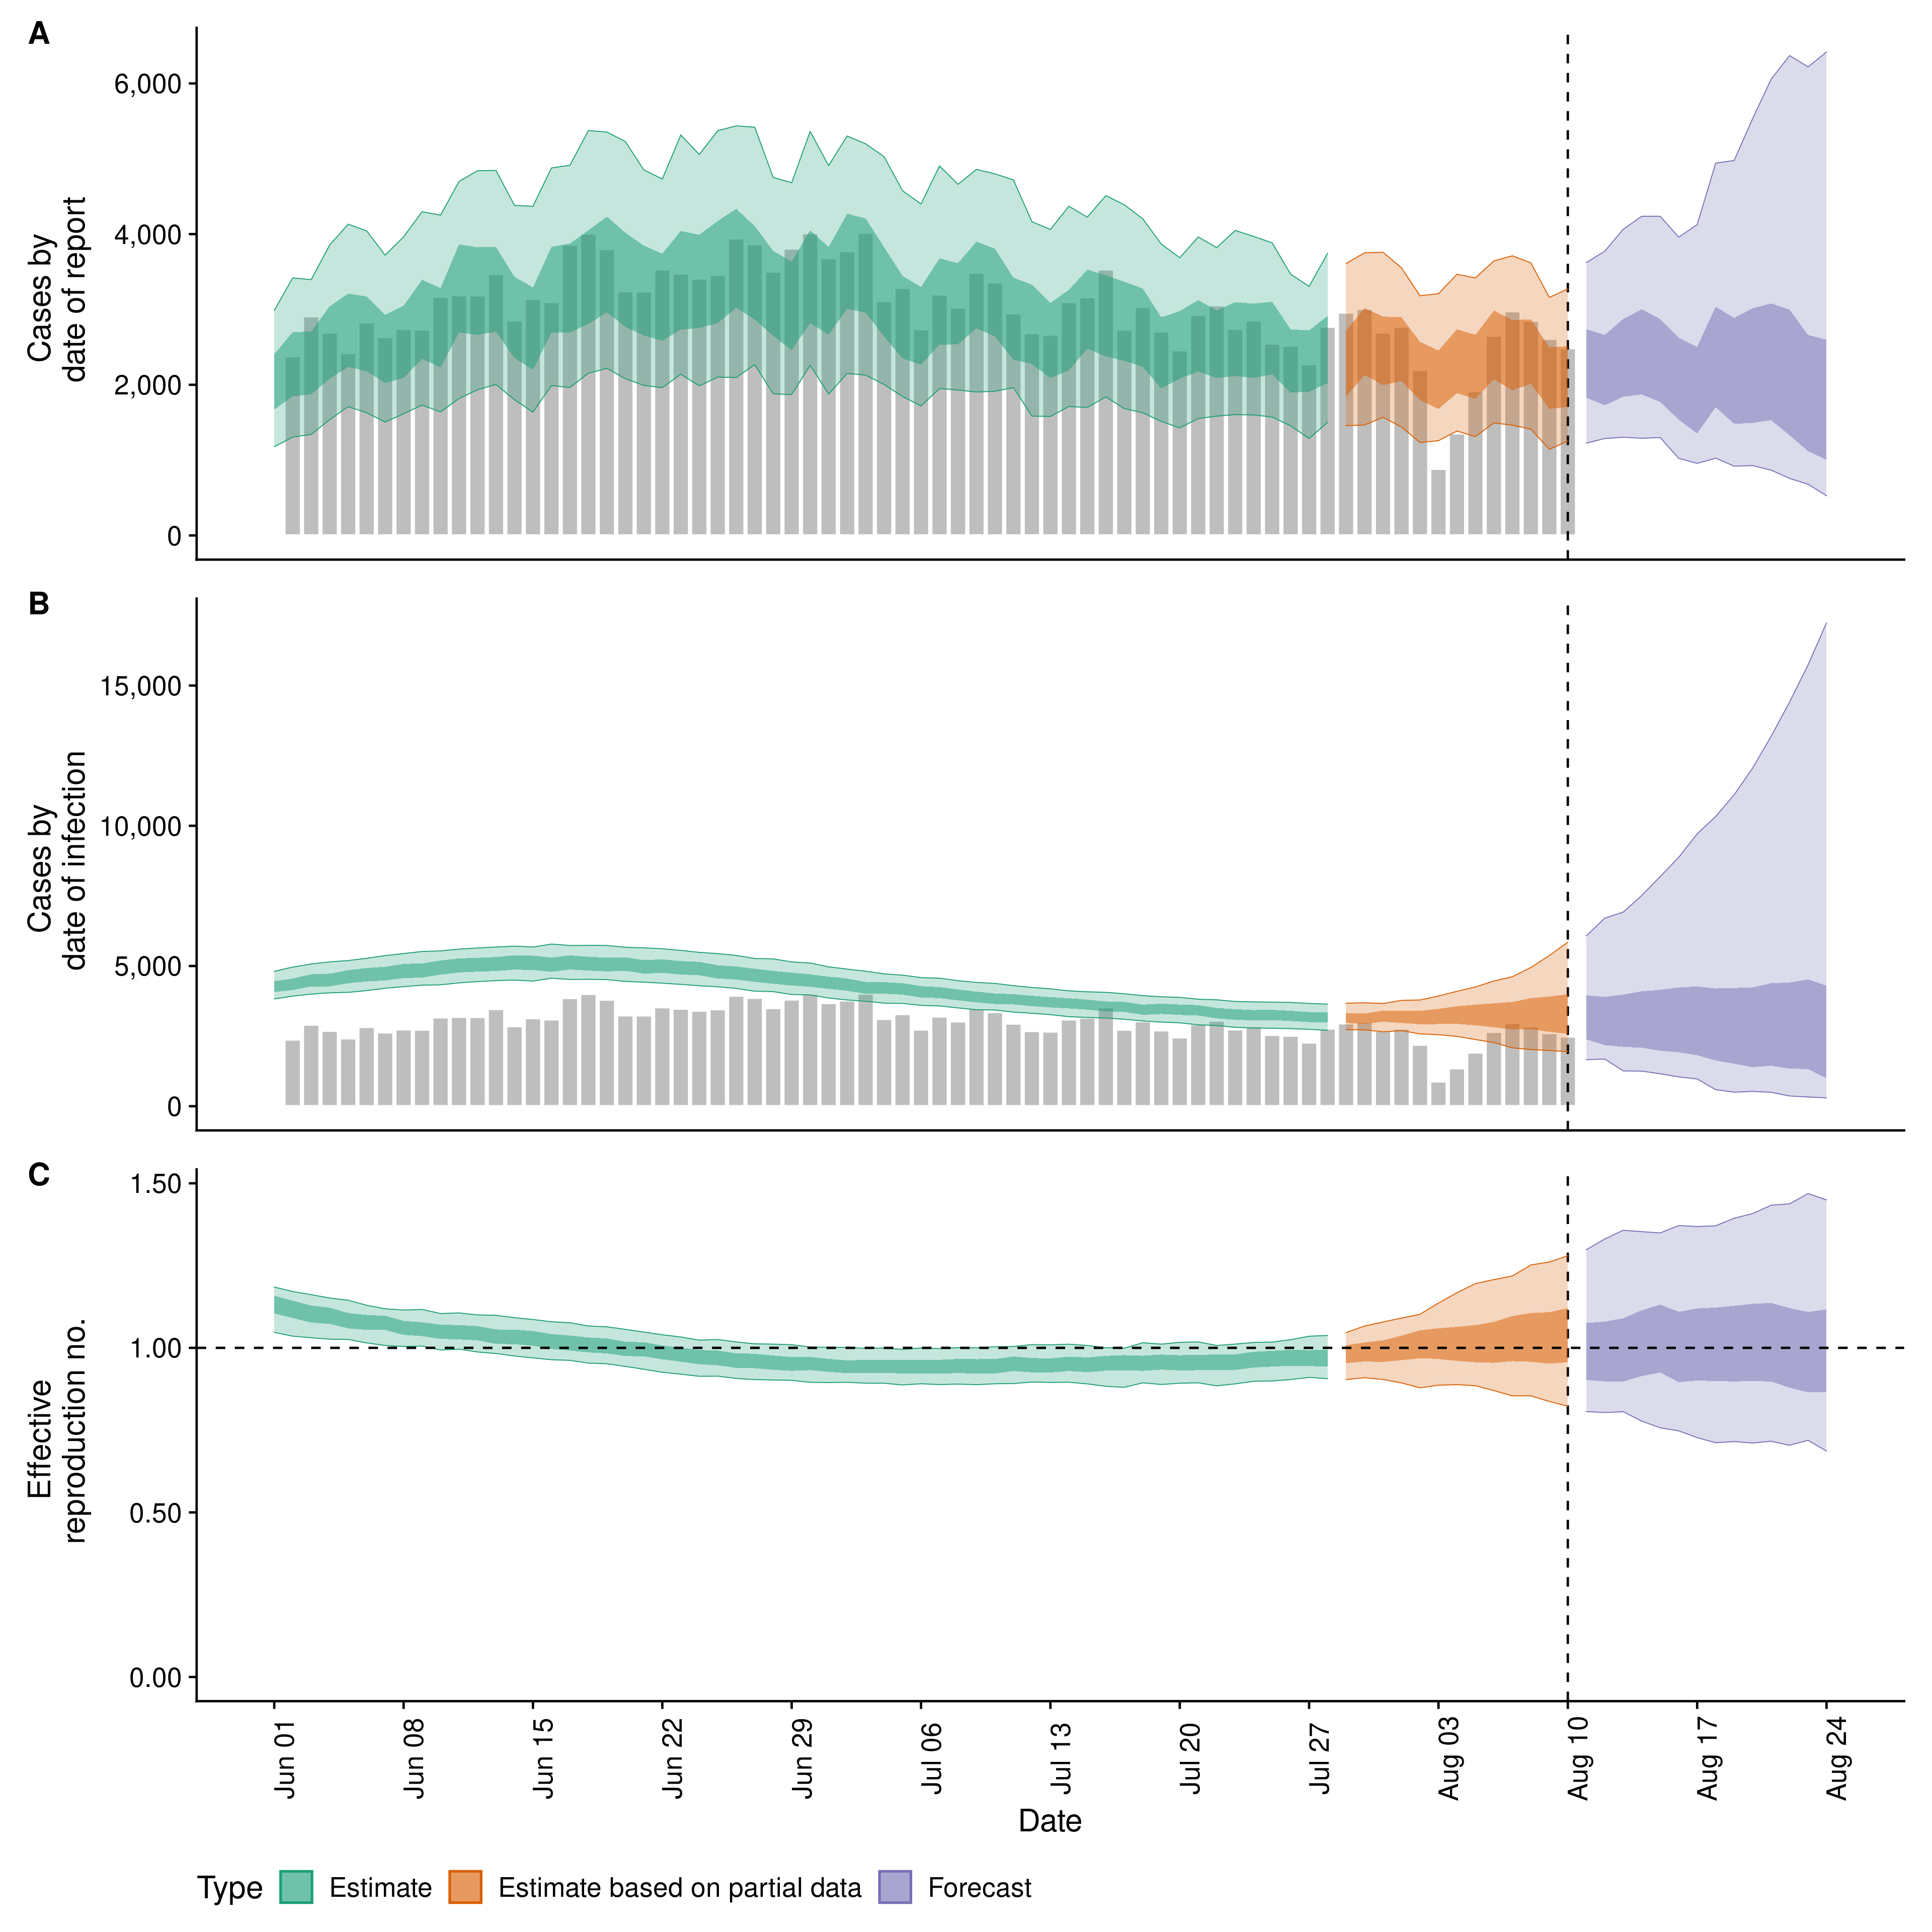 A
6,000
4,000
2,000
0
Cases by
date of report
B
15,000
10,000
5,000
0
Cases by
date of infection
C
1.50
1.00
0.50
0.00
Effective
reproduction no.
Jun 01
Jun 08
Jun 15
Jun 22
Jun 29
Jul 06
Jul 13
Jul 20
Jul 27
Aug 03
Aug 10
Aug 17
Aug 24
Date
Type Estimate Estimate based on partial data Forecast